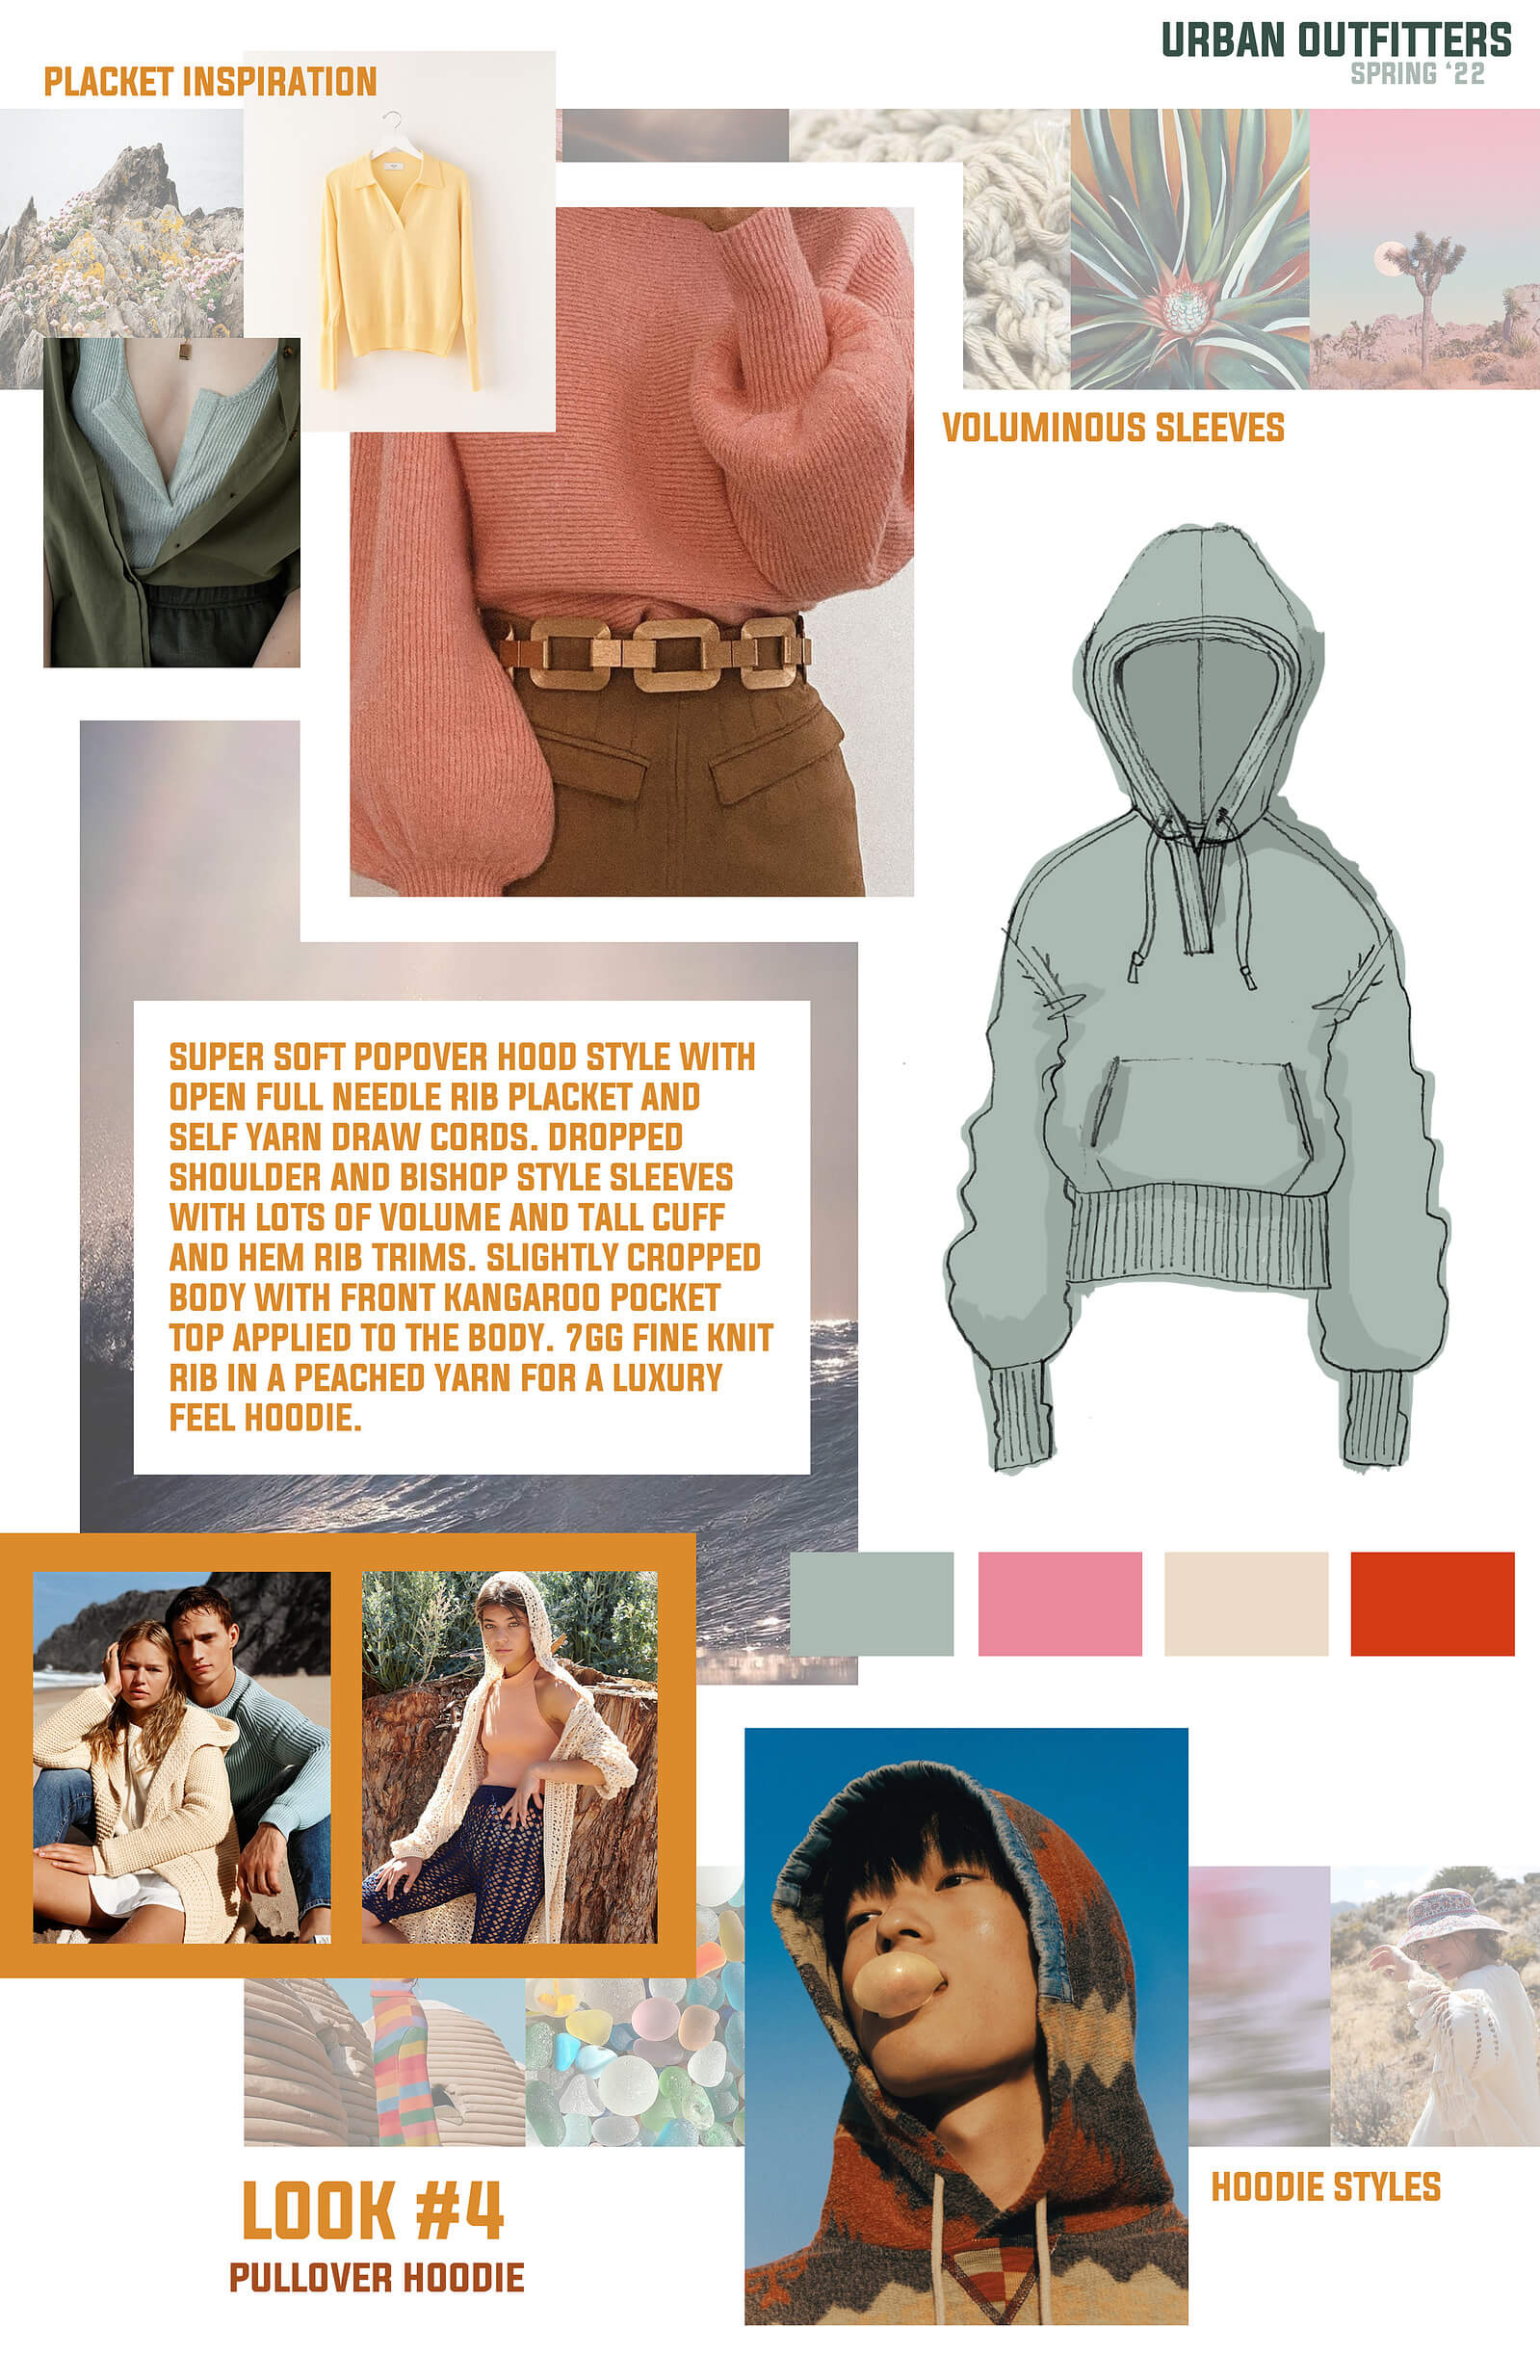 URBAN OUTFITTERS
SPRING ‘22
PLACKET INSPIRATION
VOLUMINOUS SLEEVES
SUPER SOFT POPOVER HOOD STYLE WITH
OPEN FULL NEEDLE RIB PLACKET AND
SELF YARN DRAW CORDS. DROPPED
SHOULDER AND BISHOP STYLE SLEEVES
WITH LOTS OF VOLUME AND TALL CUFF
AND HEM RIB TRIMS. SLIGHTLY CROPPED
BODY WITH FRONT KANGAROO POCKET
TOP APPLIED TO THE BODY. 7GG FINE KNIT
RIB IN A PEACHED YARN FOR A LUXURY
FEEL HOODIE.
LOOK #4
PULLOVER HOODIE
HOODIE STYLES